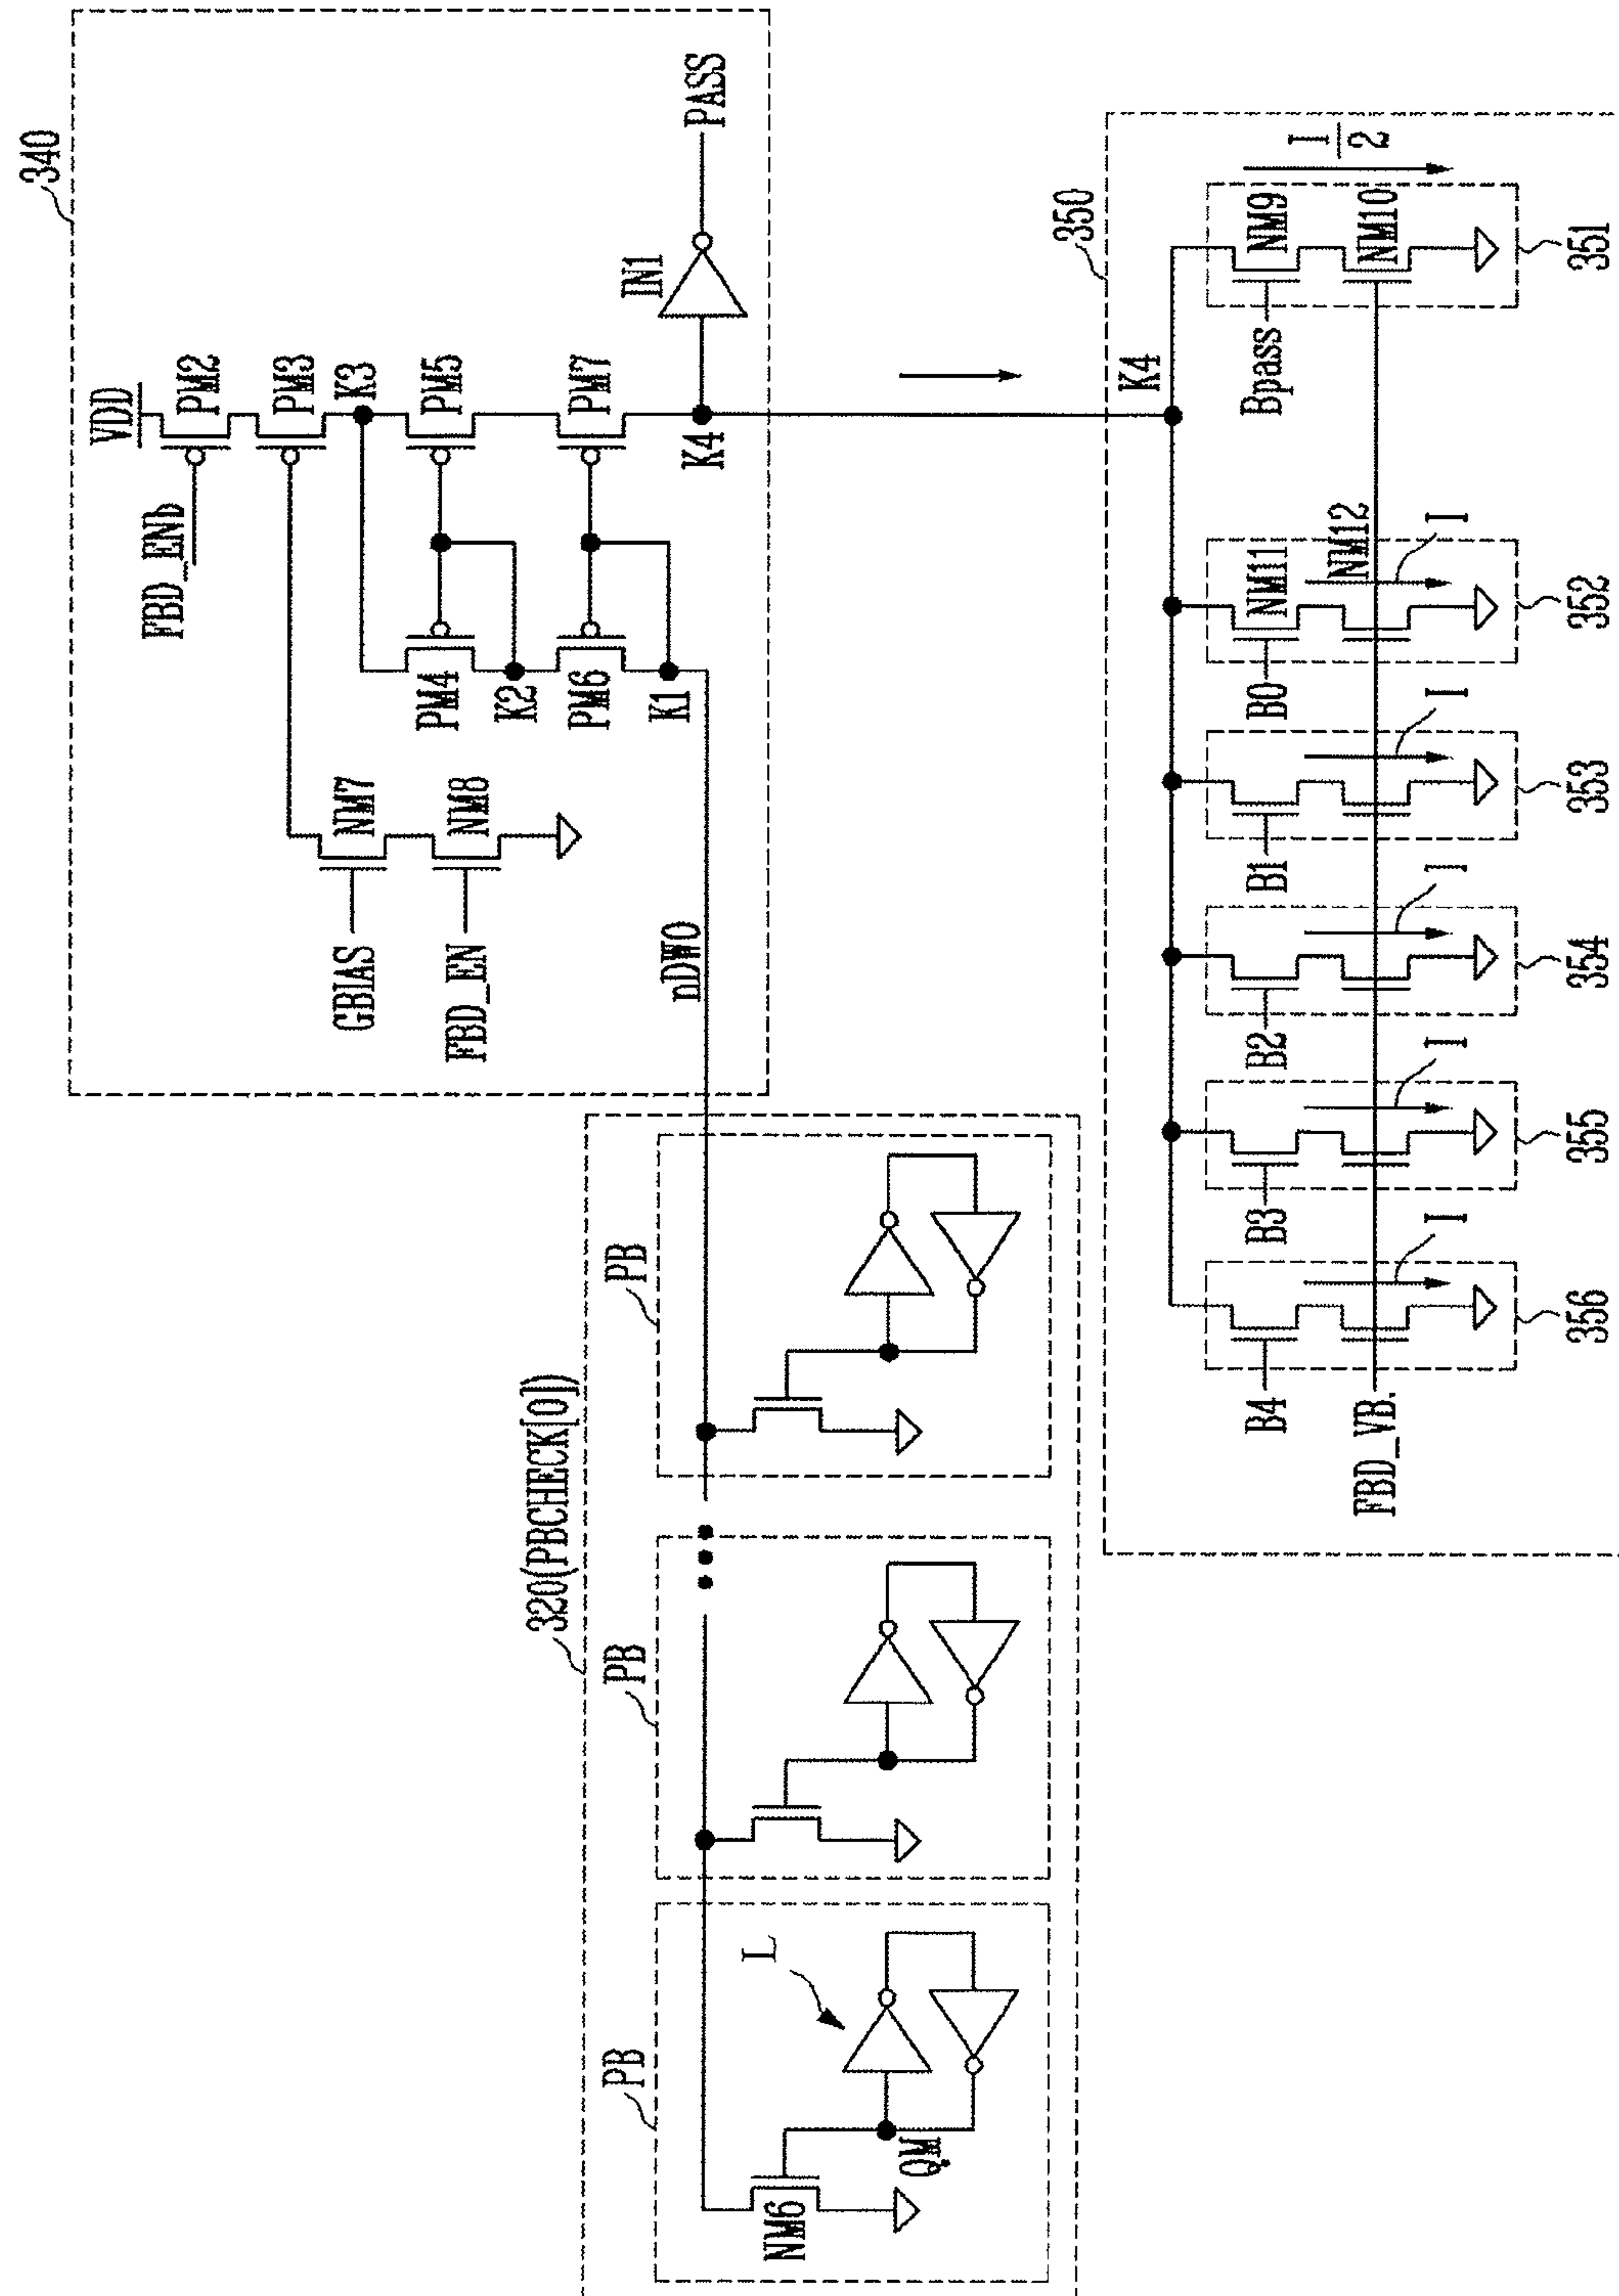 340
VDD
PM2
FBD_ENb
PM3
K3
PM4
PM5
K2
PM6
PM7
K1
K4
IN1
PASS
GBIAS
NM7
FBD_EN
NM8
nDWO
320(PBCHECK[0])
PB
PB
PB
L
QM
NM6
350
K4
I
2
Bpass
NM9
NM10
351
B0
NM11
NM12
I
352
B1
I
353
B2
I
354
B3
I
355
B4
I
356
FBD_VB.